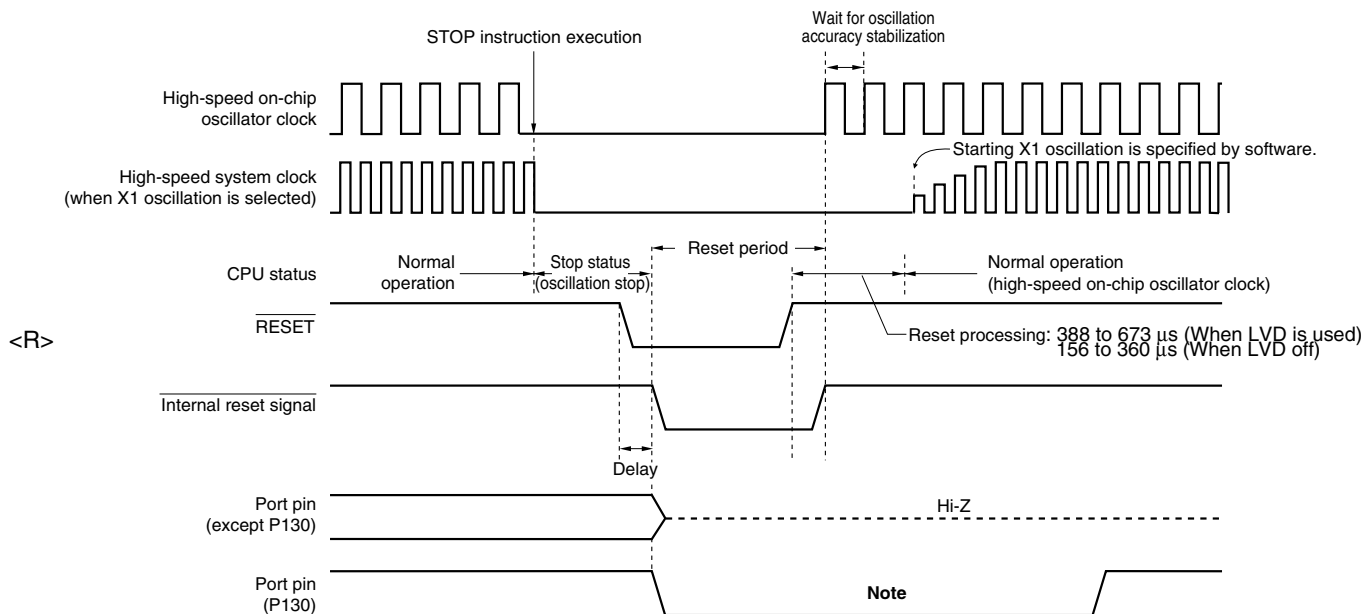 Wait for oscillation
accuracy stabilization
STOP instruction execution
High-speed on-chip
oscillator clock
Starting X1 oscillation is specified by software.
High-speed system clock
(when X1 oscillation is selected)
Reset period
CPU status
Normal
operation
Stop status
(oscillation stop)
Normal operation
(high-speed on-chip oscillator clock)
RESET
<R>
Reset processing: 388 to 673 μs (When LVD is used)
156 to 360 μs (When LVD off)
Internal reset signal
Delay
Port pin
(except P130)
Hi-Z
Port pin
(P130)
Note